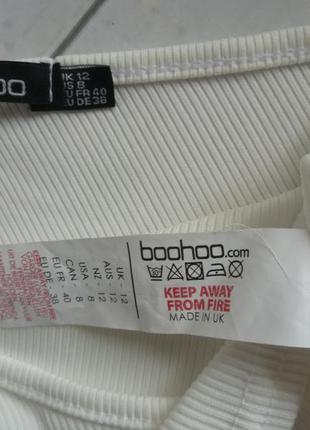 OO
UK 12
US 8
EU FR 40
EU DE 38
boohoo.com
KEEP AWAY
FROM FIRE
MADE IN UK
UK - 12
AUS - 12
NZ - 12
USA - 8
CAN - 8
EU FR - 40
EU DE - 38